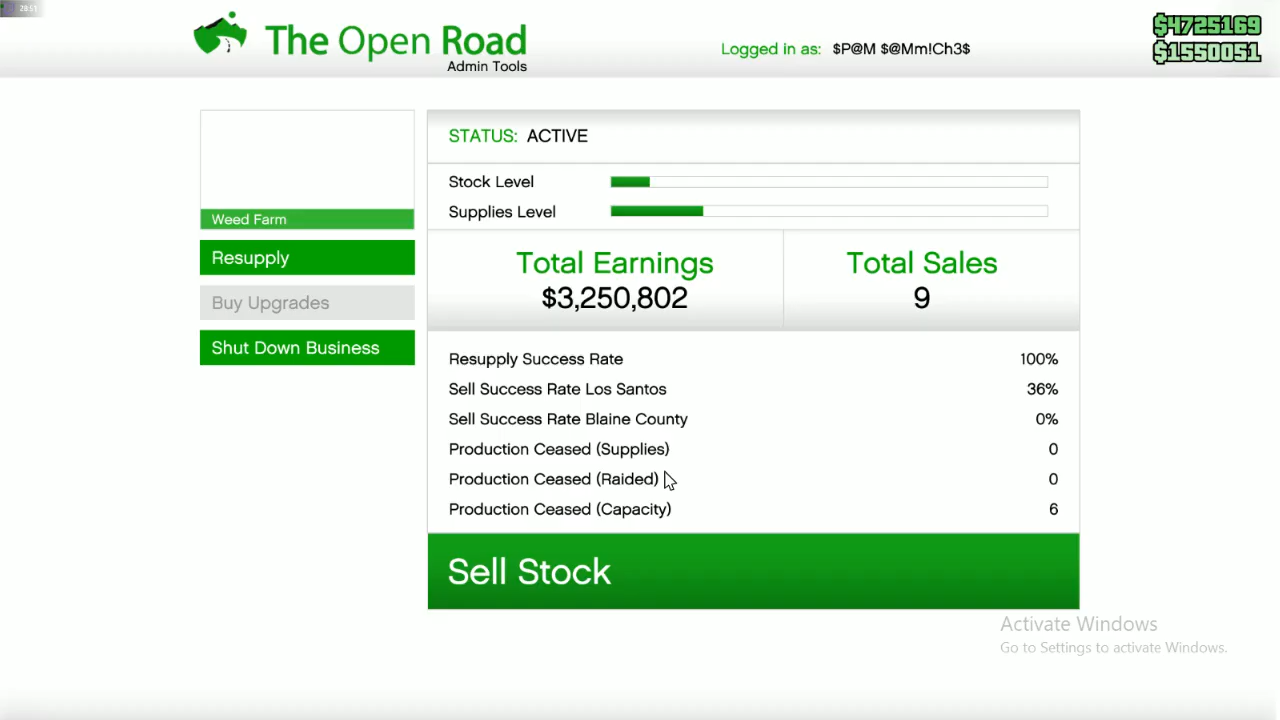 20:51
The Open Road
Admin Tools
Logged in as: $P@M $@Mm!Ch3$
$4725169
$1550051
Weed Farm
Resupply
Buy Upgrades
Shut Down Business
STATUS: ACTIVE
Stock Level
Supplies Level
Total Earnings
$3,250,802
Total Sales
9
Resupply Success Rate 100%
Sell Success Rate Los Santos 36%
Sell Success Rate Blaine County 0%
Production Ceased (Supplies) 0
Production Ceased (Raided) 0
Production Ceased (Capacity) 6
Sell Stock
Activate Windows
Go to Settings to activate Windows.